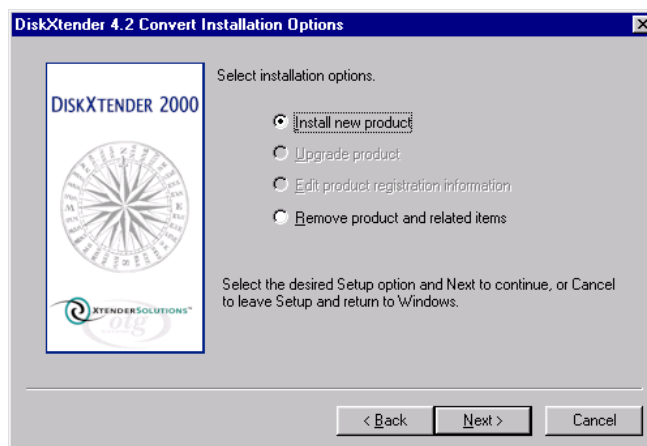 DiskXtender 4.2 Convert Installation Options
Select installation options.
DISKXTENDER 2000
Install new product
Upgrade product
Edit product registration information
Remove product and related items
Select the desired Setup option and Next to continue, or Cancel
to leave Setup and return to Windows.
XTENDERSOLUTIONS™
otg
< Back
Next >
Cancel